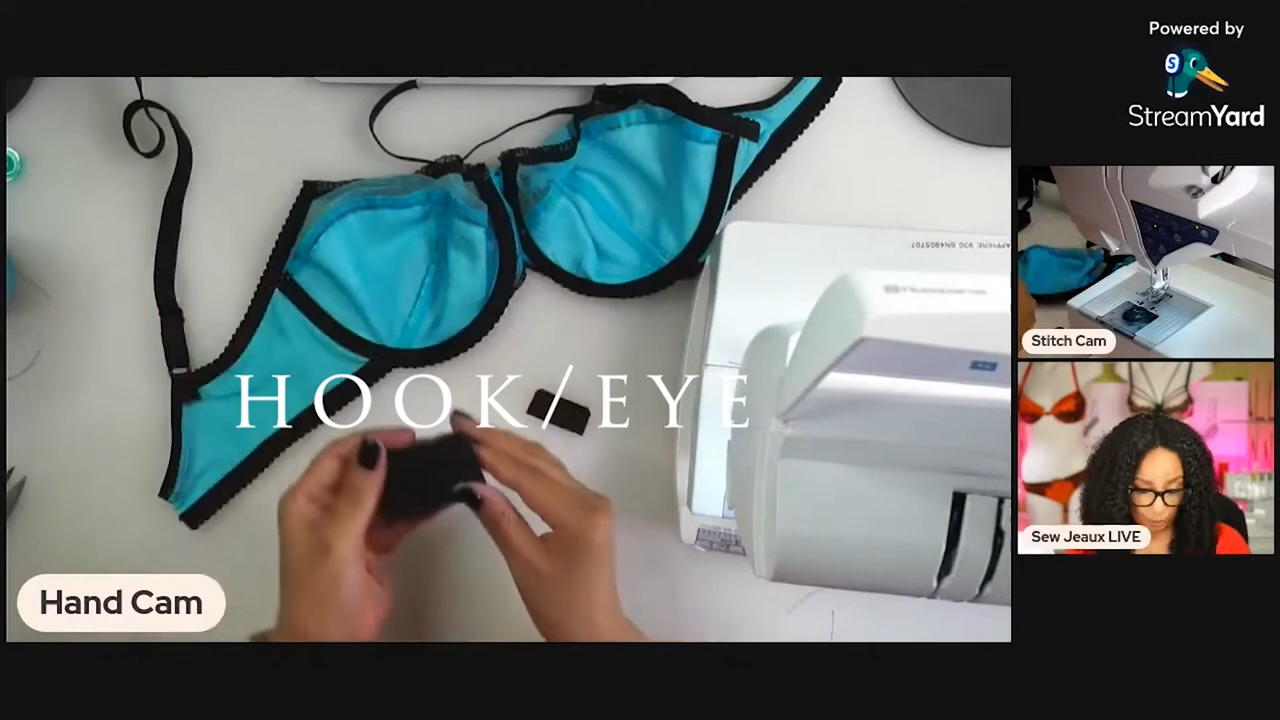 Powered by
StreamYard
HOOK/EYE
Stitch Cam
Sew Jeaux LIVE
Hand Cam